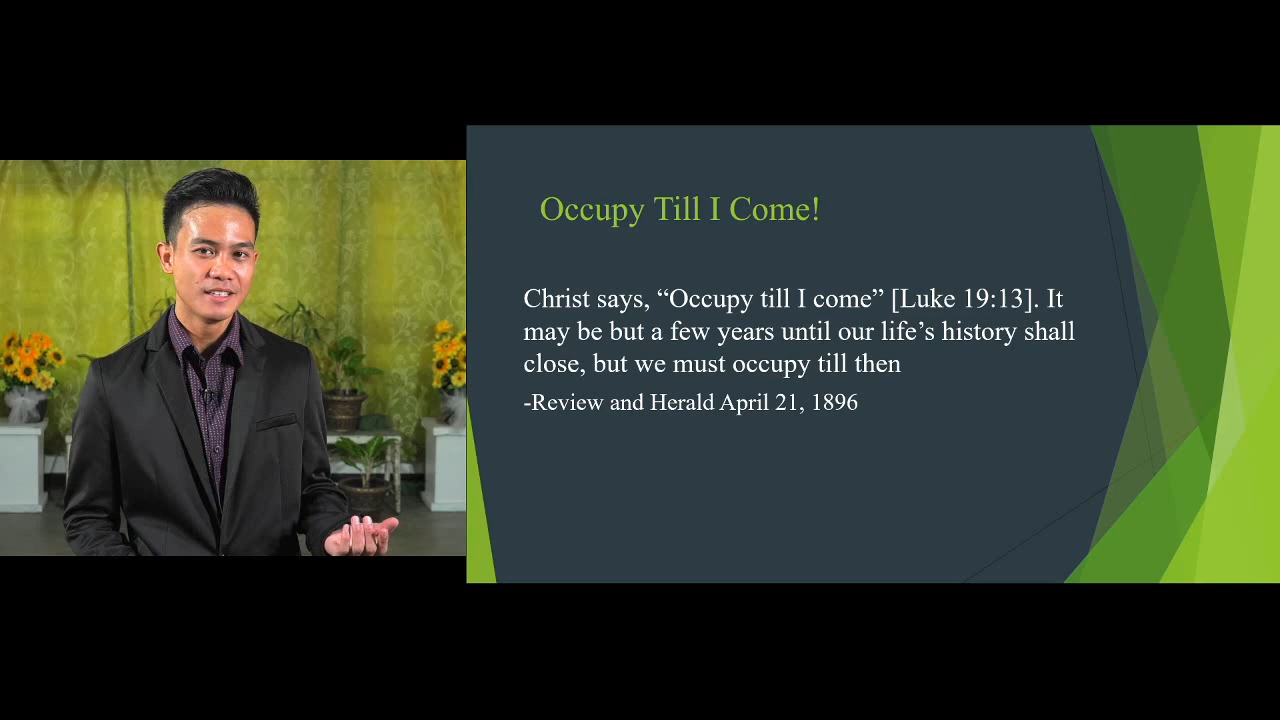 Occupy Till I Come!
Christ says, “Occupy till I come” [Luke 19:13]. It
may be but a few years until our life’s history shall
close, but we must occupy till then
-Review and Herald April 21, 1896